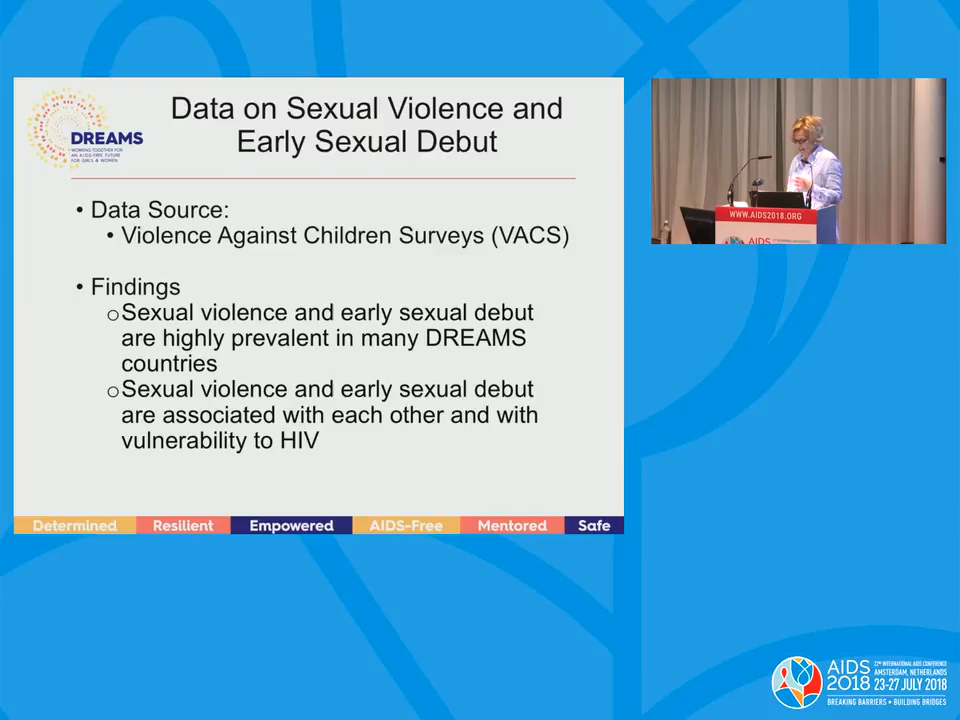 DREAMS
WORKING TOGETHER FOR
AN AIDS-FREE FUTURE
FOR GIRLS & WOMEN
Data on Sexual Violence and
Early Sexual Debut
• Data Source:
• Violence Against Children Surveys (VACS)
• Findings
o Sexual violence and early sexual debut
are highly prevalent in many DREAMS
countries
o Sexual violence and early sexual debut
are associated with each other and with
vulnerability to HIV
Determined Resilient Empowered AIDS-Free Mentored Safe
WWW.AIDS2018.ORG
AIDS
AIDS 2018
22ND INTERNATIONAL AIDS CONFERENCE
AMSTERDAM, NETHERLANDS
23-27 JULY 2018
BREAKING BARRIERS • BUILDING BRIDGES